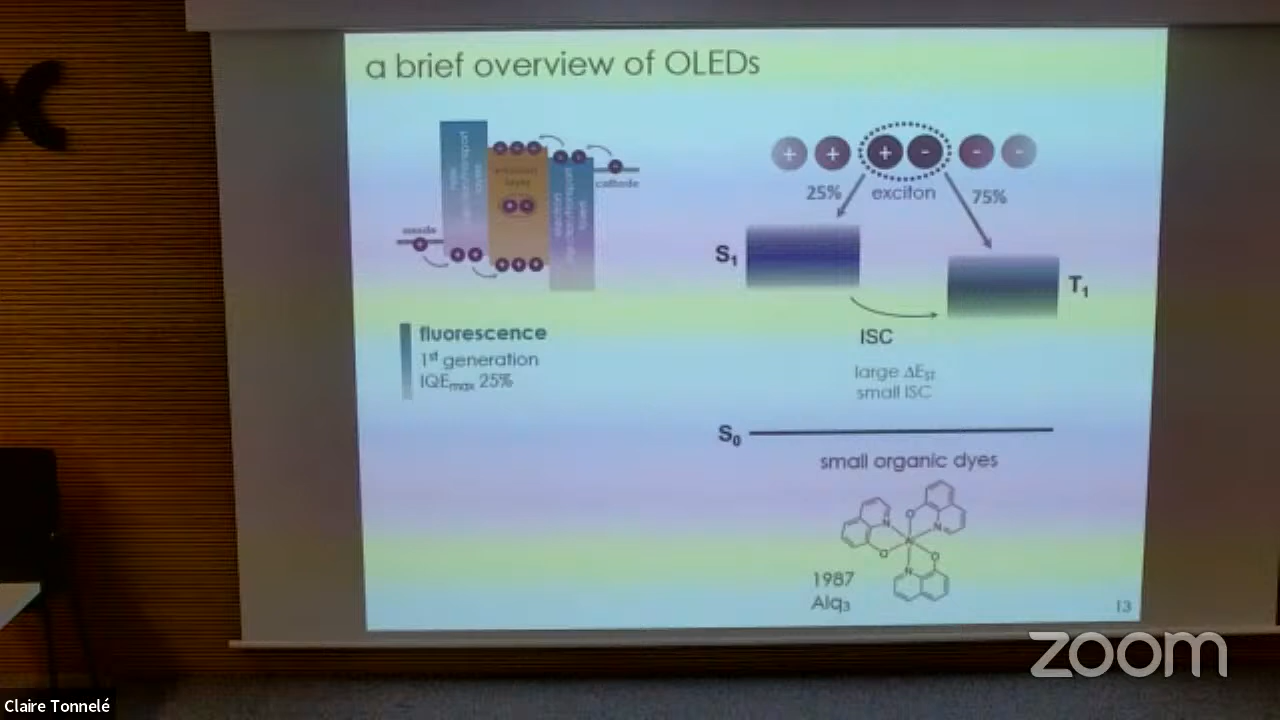 a brief overview of OLEDs
cathode
anode
layer
25%
exciton
75%
S₁
T₁
ISC
large ΔEₛₜ
small ISC
fluorescence
1ˢᵗ generation
IQEₘₐₓ 25%
S₀
small organic dyes
N
O
N
O
O
N
1987
Alq₃
13
zoom
Claire Tonnelé